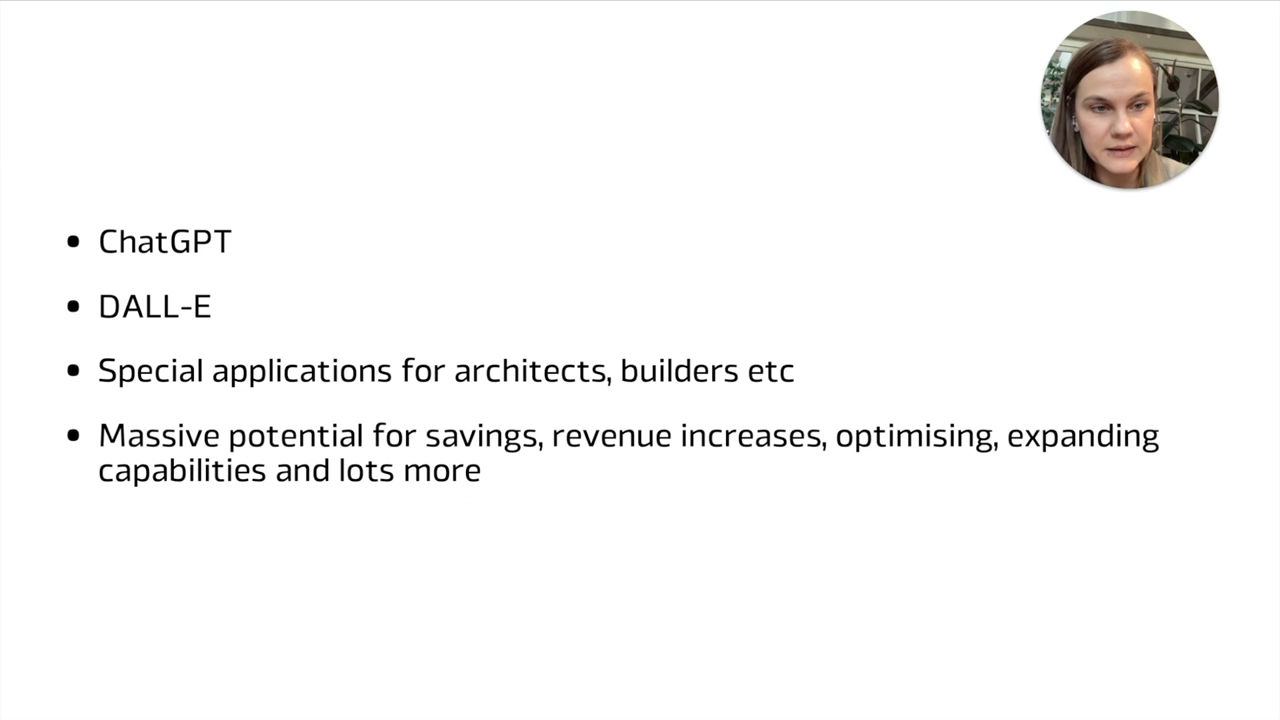 • ChatGPT
• DALL-E
• Special applications for architects, builders etc
• Massive potential for savings, revenue increases, optimising, expanding
capabilities and lots more